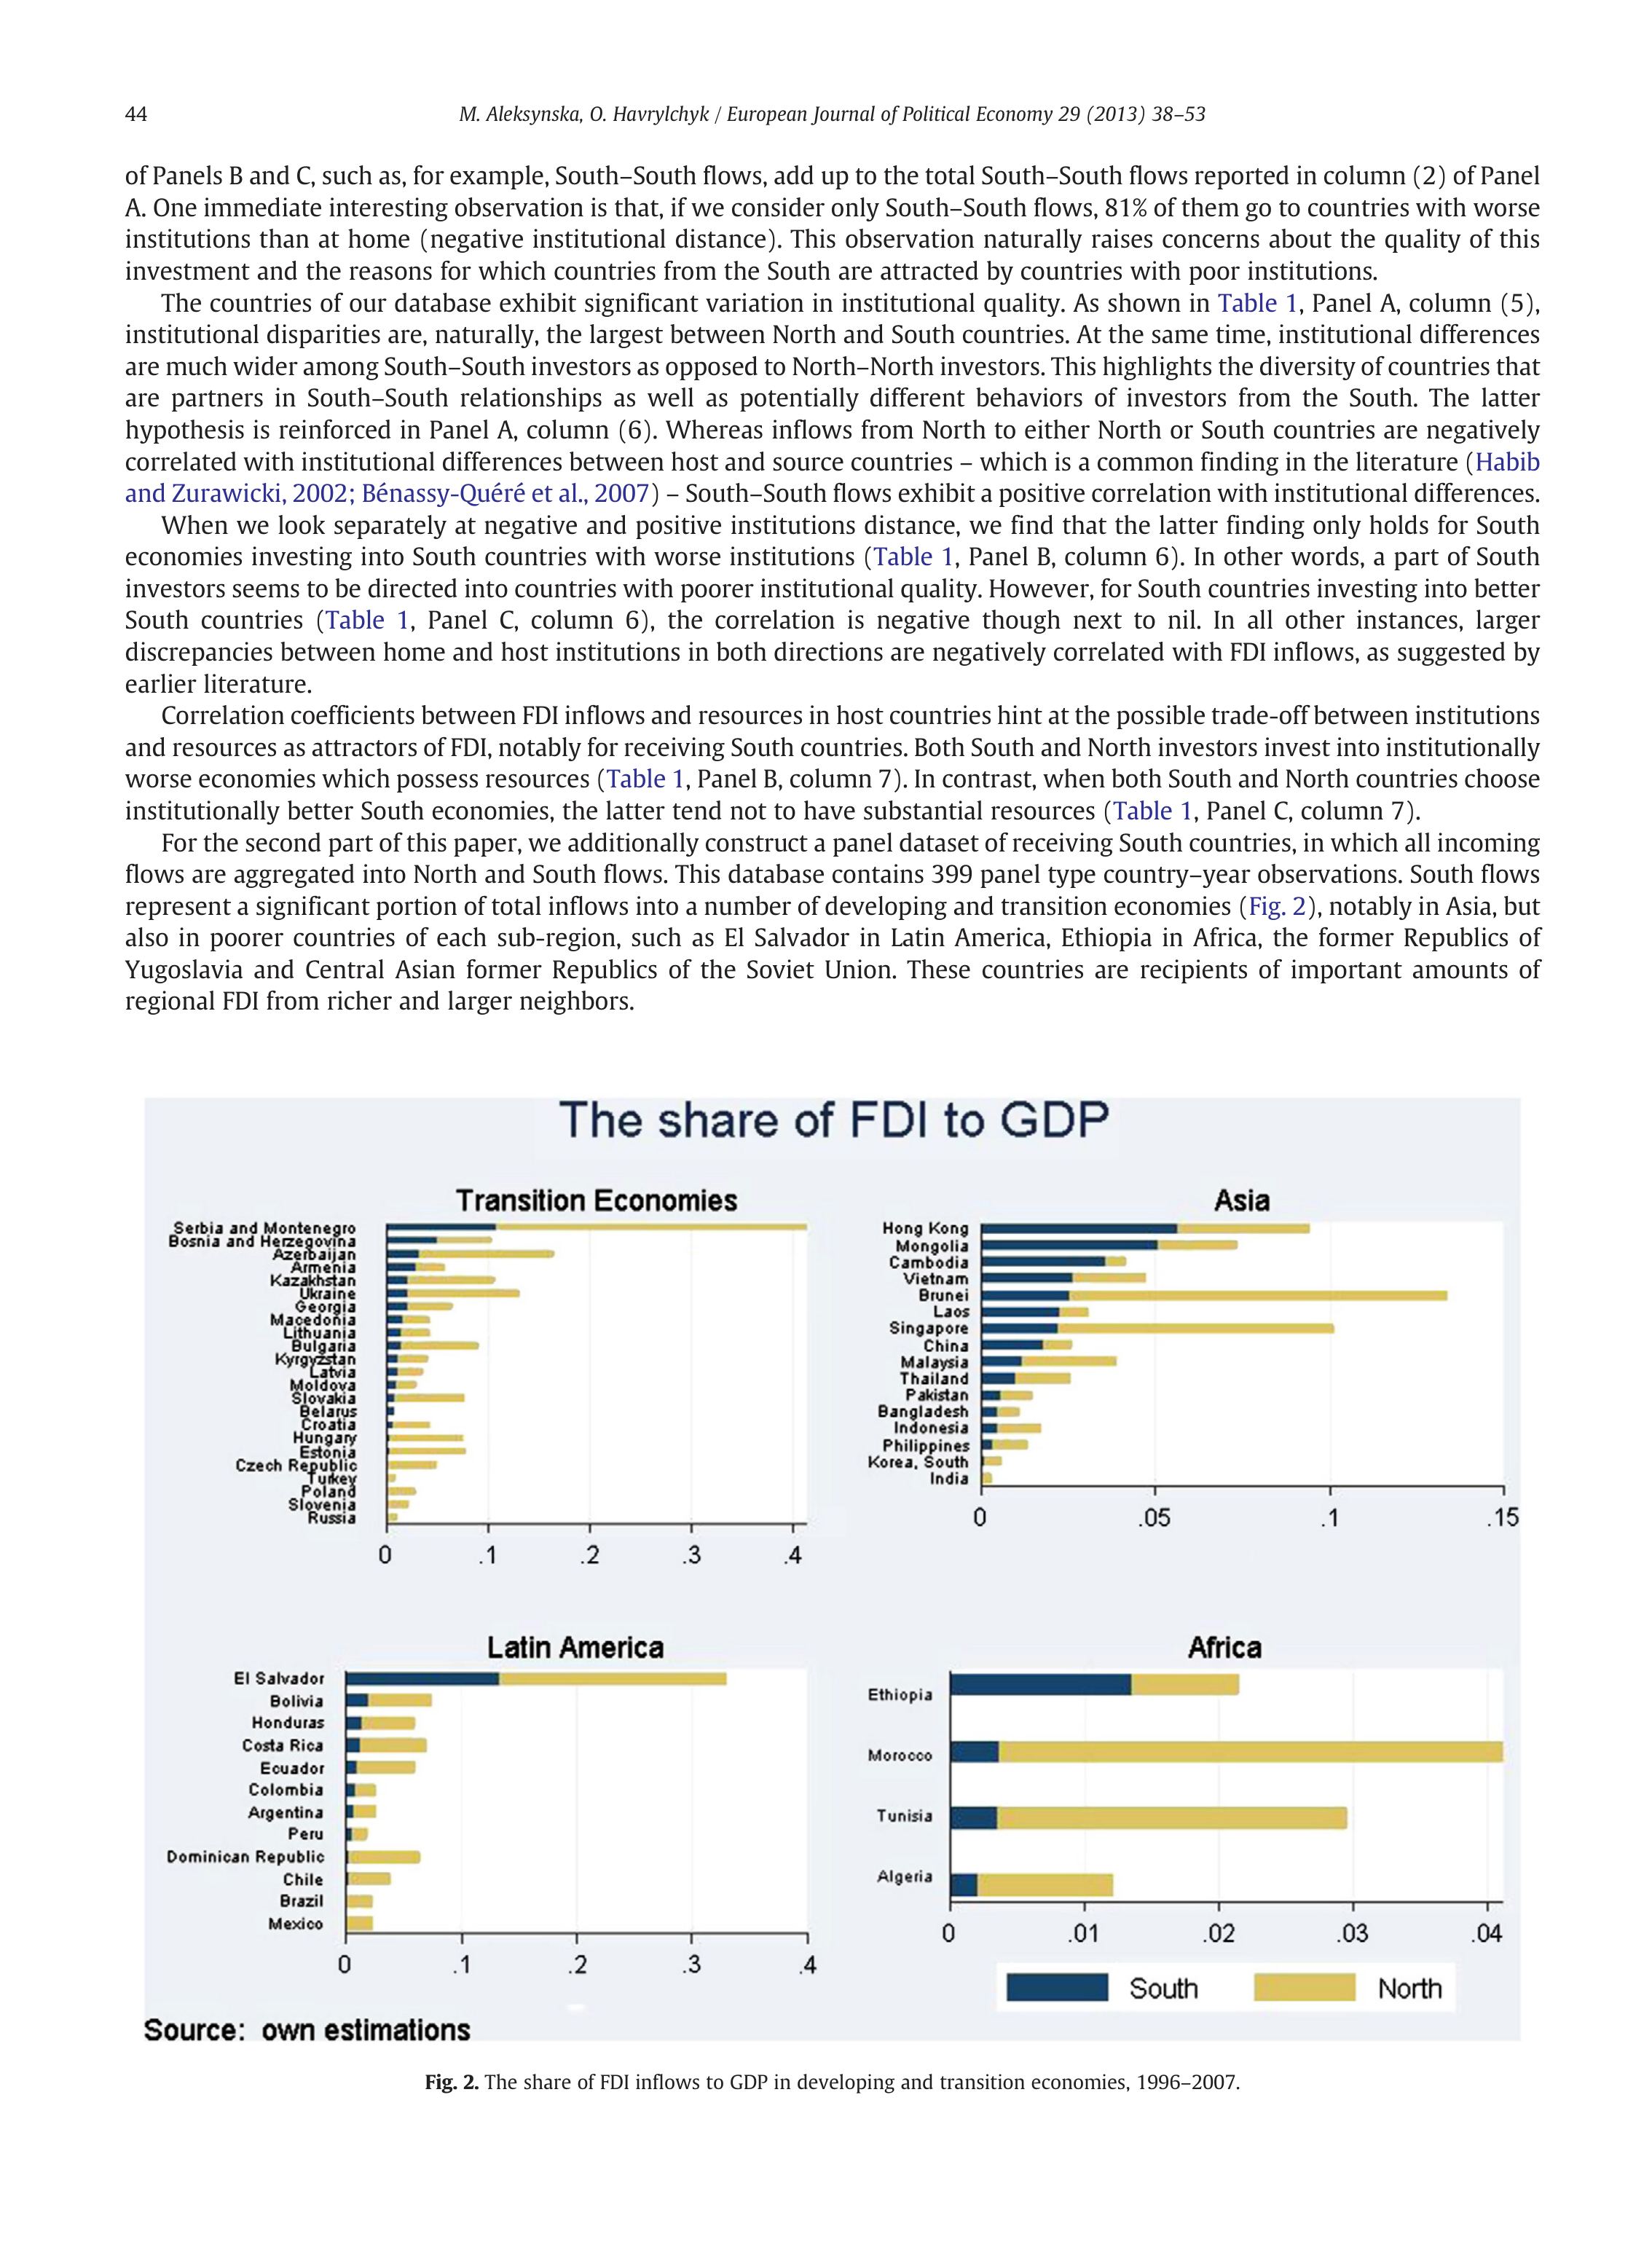 44
M. Aleksynska, O. Havrylchyk / European Journal of Political Economy 29 (2013) 38–53
of Panels B and C, such as, for example, South–South flows, add up to the total South–South flows reported in column (2) of Panel
A. One immediate interesting observation is that, if we consider only South–South flows, 81% of them go to countries with worse
institutions than at home (negative institutional distance). This observation naturally raises concerns about the quality of this
investment and the reasons for which countries from the South are attracted by countries with poor institutions.
The countries of our database exhibit significant variation in institutional quality. As shown in Table 1, Panel A, column (5),
institutional disparities are, naturally, the largest between North and South countries. At the same time, institutional differences
are much wider among South–South investors as opposed to North–North investors. This highlights the diversity of countries that
are partners in South–South relationships as well as potentially different behaviors of investors from the South. The latter
hypothesis is reinforced in Panel A, column (6). Whereas inflows from North to either North or South countries are negatively
correlated with institutional differences between host and source countries – which is a common finding in the literature (Habib
and Zurawicki, 2002; Bénassy-Quéré et al., 2007) – South–South flows exhibit a positive correlation with institutional differences.
When we look separately at negative and positive institutions distance, we find that the latter finding only holds for South
economies investing into South countries with worse institutions (Table 1, Panel B, column 6). In other words, a part of South
investors seems to be directed into countries with poorer institutional quality. However, for South countries investing into better
South countries (Table 1, Panel C, column 6), the correlation is negative though next to nil. In all other instances, larger
discrepancies between home and host institutions in both directions are negatively correlated with FDI inflows, as suggested by
earlier literature.
Correlation coefficients between FDI inflows and resources in host countries hint at the possible trade-off between institutions
and resources as attractors of FDI, notably for receiving South countries. Both South and North investors invest into institutionally
worse economies which possess resources (Table 1, Panel B, column 7). In contrast, when both South and North countries choose
institutionally better South economies, the latter tend not to have substantial resources (Table 1, Panel C, column 7).
For the second part of this paper, we additionally construct a panel dataset of receiving South countries, in which all incoming
flows are aggregated into North and South flows. This database contains 399 panel type country–year observations. South flows
represent a significant portion of total inflows into a number of developing and transition economies (Fig. 2), notably in Asia, but
also in poorer countries of each sub-region, such as El Salvador in Latin America, Ethiopia in Africa, the former Republics of
Yugoslavia and Central Asian former Republics of the Soviet Union. These countries are recipients of important amounts of
regional FDI from richer and larger neighbors.
The share of FDI to GDP
Transition Economies
Serbia and Montenegro
Bosnia and Herzegovina
Azerbaijan
Armenia
Kazakhstan
Ukraine
Georgia
Macedonia
Lithuania
Bulgaria
Kyrgyzstan
Latvia
Moldova
Slovakia
Belarus
Croatia
Hungary
Estonia
Czech Republic
Turkey
Poland
Slovenia
Russia
0 .1 .2 .3 .4
Asia
Hong Kong
Mongolia
Cambodia
Vietnam
Brunei
Laos
Singapore
China
Malaysia
Thailand
Pakistan
Bangladesh
Indonesia
Philippines
Korea, South
India
0 .05 .1 .15
Latin America
El Salvador
Bolivia
Honduras
Costa Rica
Ecuador
Colombia
Argentina
Peru
Dominican Republic
Chile
Brazil
Mexico
0 .1 .2 .3 .4
Africa
Ethiopia
Morocco
Tunisia
Algeria
0 .01 .02 .03 .04
South North
Source: own estimations
Fig. 2. The share of FDI inflows to GDP in developing and transition economies, 1996–2007.